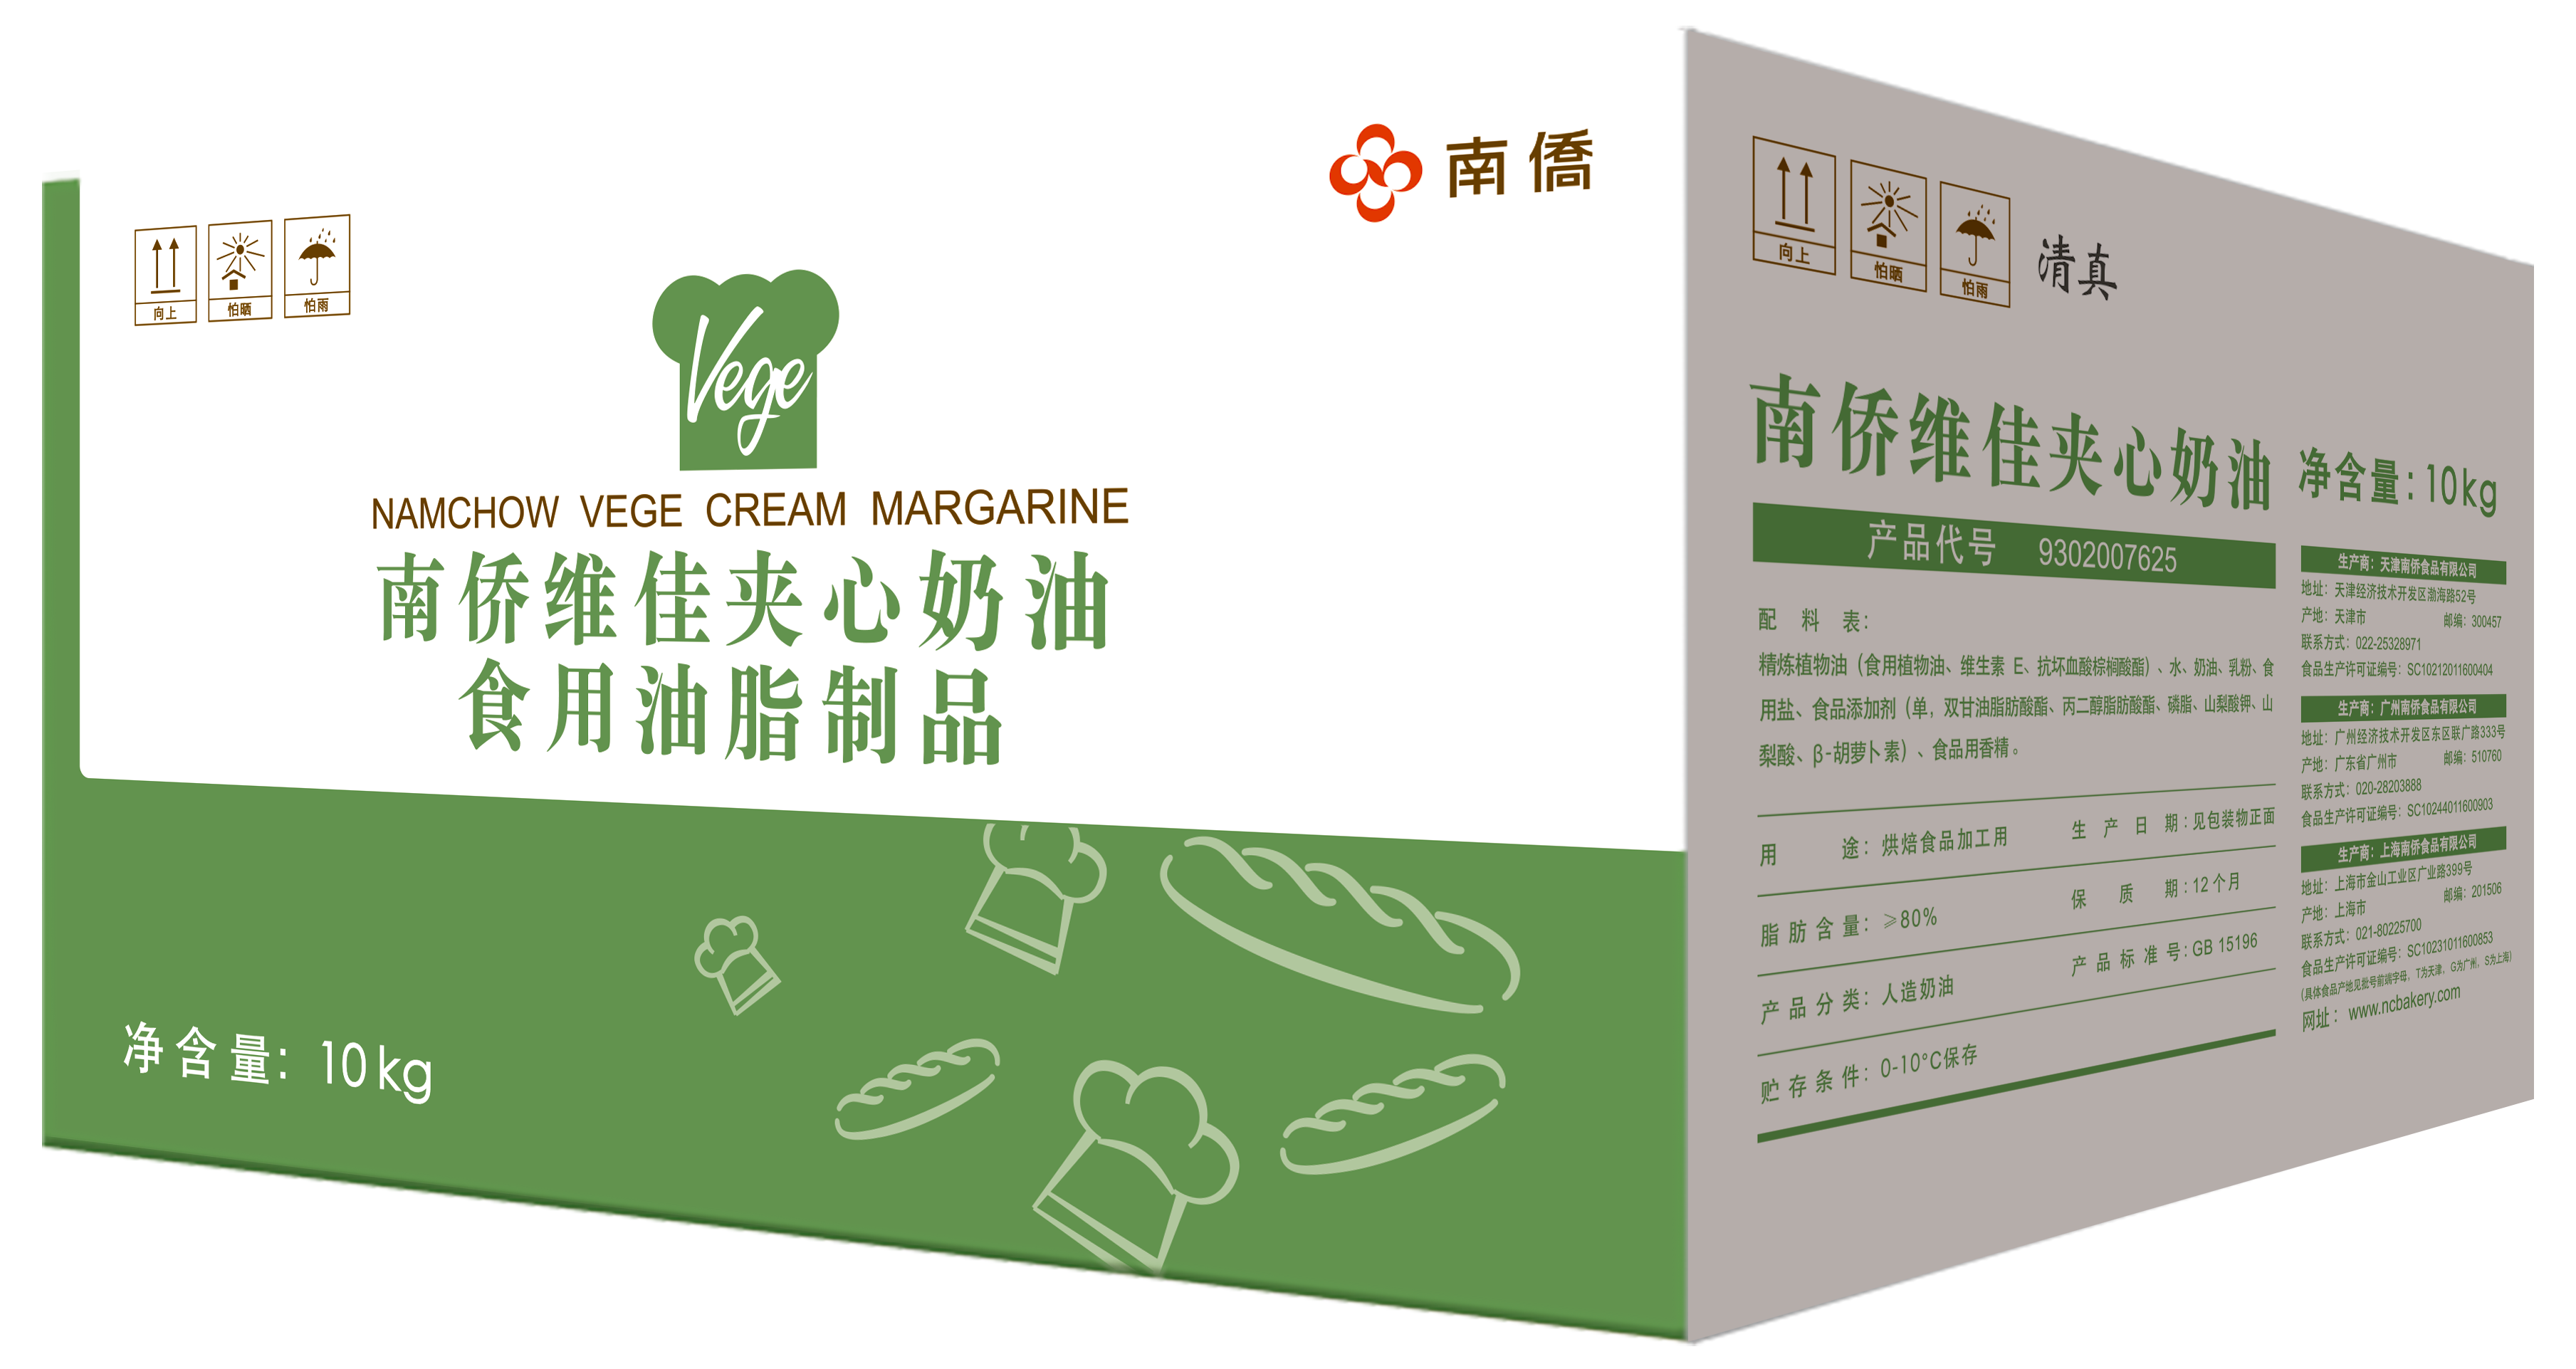 南僑
向上 怕晒 怕雨
Vege
NAMCHOW VEGE CREAM MARGARINE
南侨维佳夹心奶油
食用油脂制品
净含量: 10kg
向上 怕晒 怕雨 清真
南侨维佳夹心奶油 净含量: 10kg
产品代号 9302007625
配料表:
精炼植物油（食用植物油、维生素 E、抗坏血酸棕榈酸酯）、水、奶油、乳粉、食
用盐、食品添加剂（单，双甘油脂肪酸酯、丙二醇脂肪酸酯、磷脂、山梨酸钾、山
梨酸、β-胡萝卜素）、食品用香精。
用途: 烘焙食品加工用 生产日期: 见包装物正面
脂肪含量: ≥80% 保质期: 12个月
产品分类: 人造奶油 产品标准号: GB 15196
贮存条件: 0-10°C保存
生产商: 天津南侨食品有限公司
地址: 天津经济技术开发区渤海路52号
产地: 天津市 邮编: 300457
联系方式: 022-25328971
食品生产许可证编号: SC10212011600404
生产商: 广州南侨食品有限公司
地址: 广州经济技术开发区东区联广路333号
产地: 广东省广州市 邮编: 510760
联系方式: 020-28203888
食品生产许可证编号: SC10244011600903
生产商: 上海南侨食品有限公司
地址: 上海市金山工业区广业路399号
产地: 上海市 邮编: 201506
联系方式: 021-80225700
食品生产许可证编号: SC10231011600853
(具体食品产地见批号前端字母，T为天津，G为广州，S为上海)
网址: www.ncbakery.com